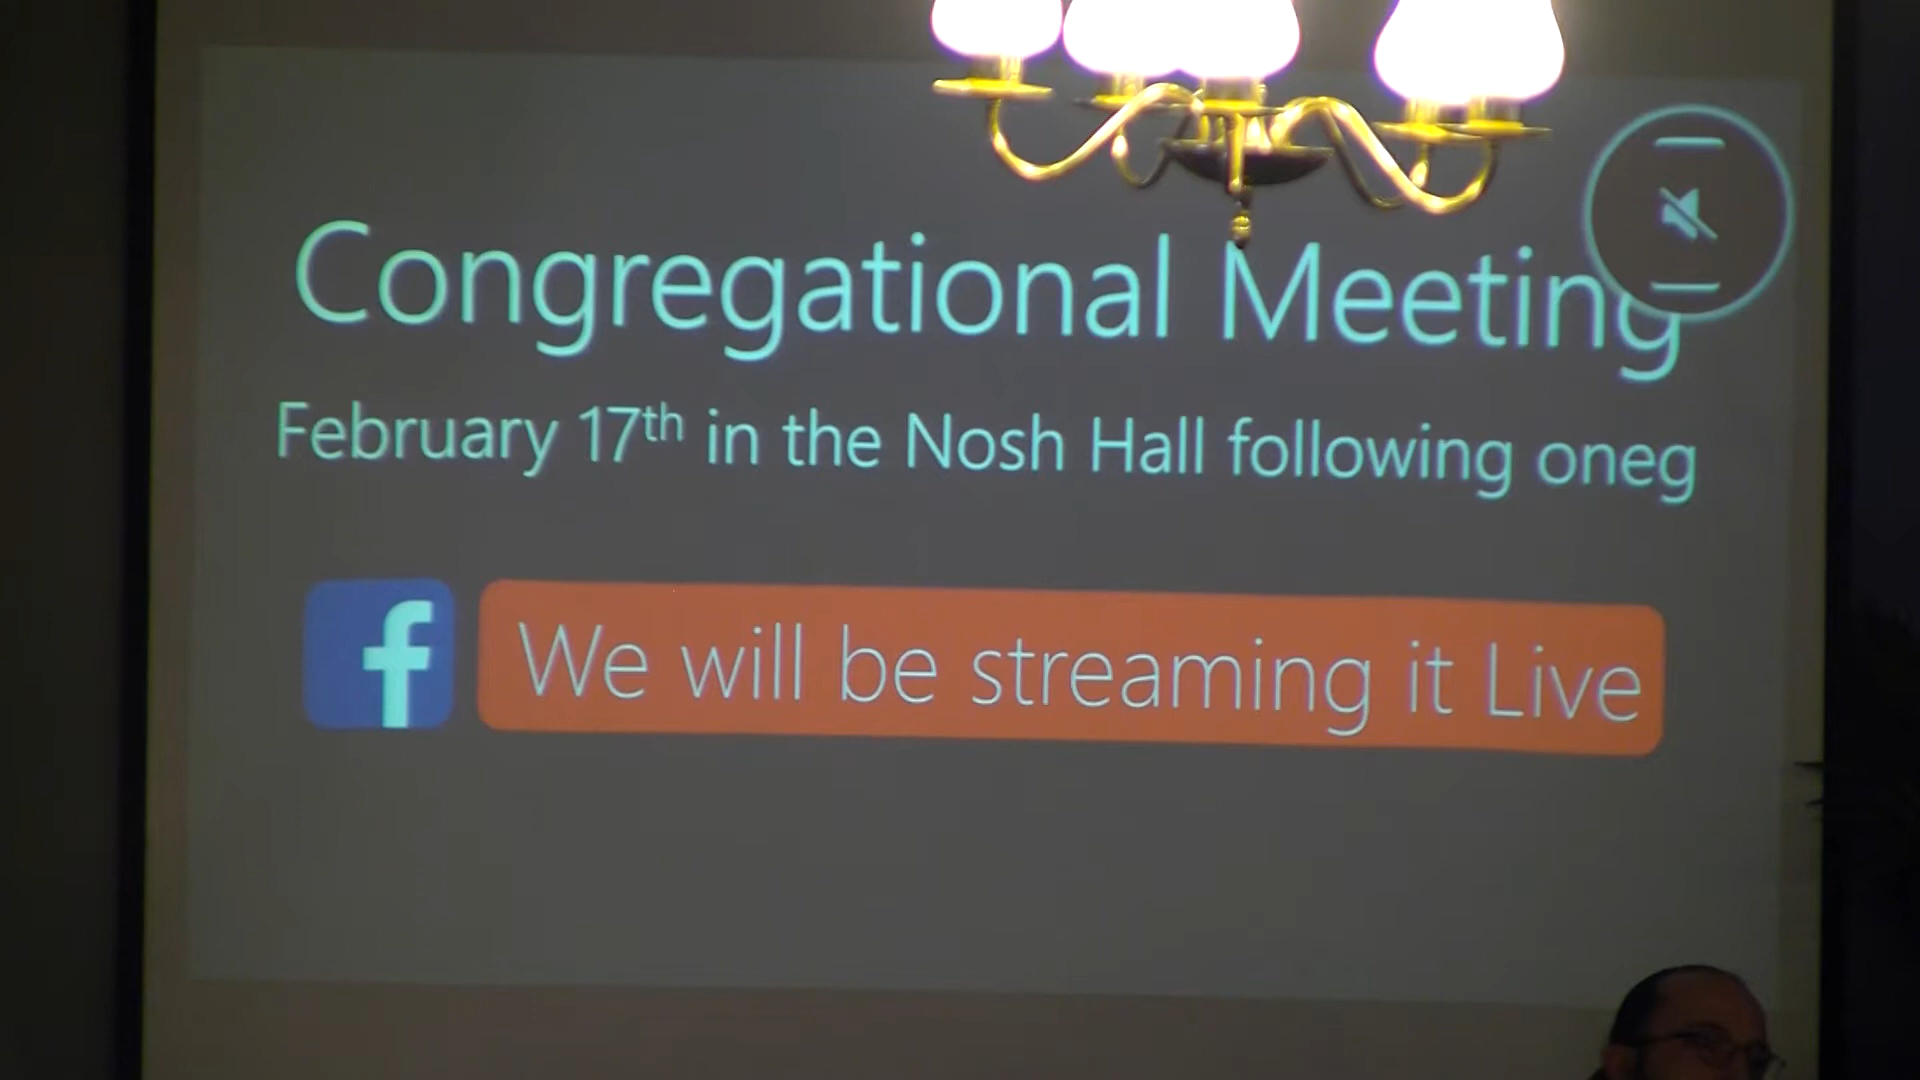 Congregational Meeting
February 17th in the Nosh Hall following oneg
f We will be streaming it Live